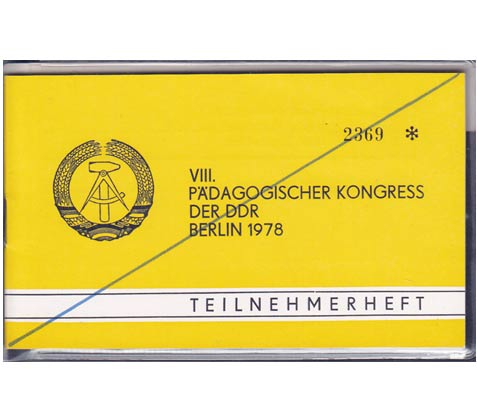 2369 *
VIII.
PÄDAGOGISCHER KONGRESS
DER DDR
BERLIN 1978
TEILNEHMERHEFT